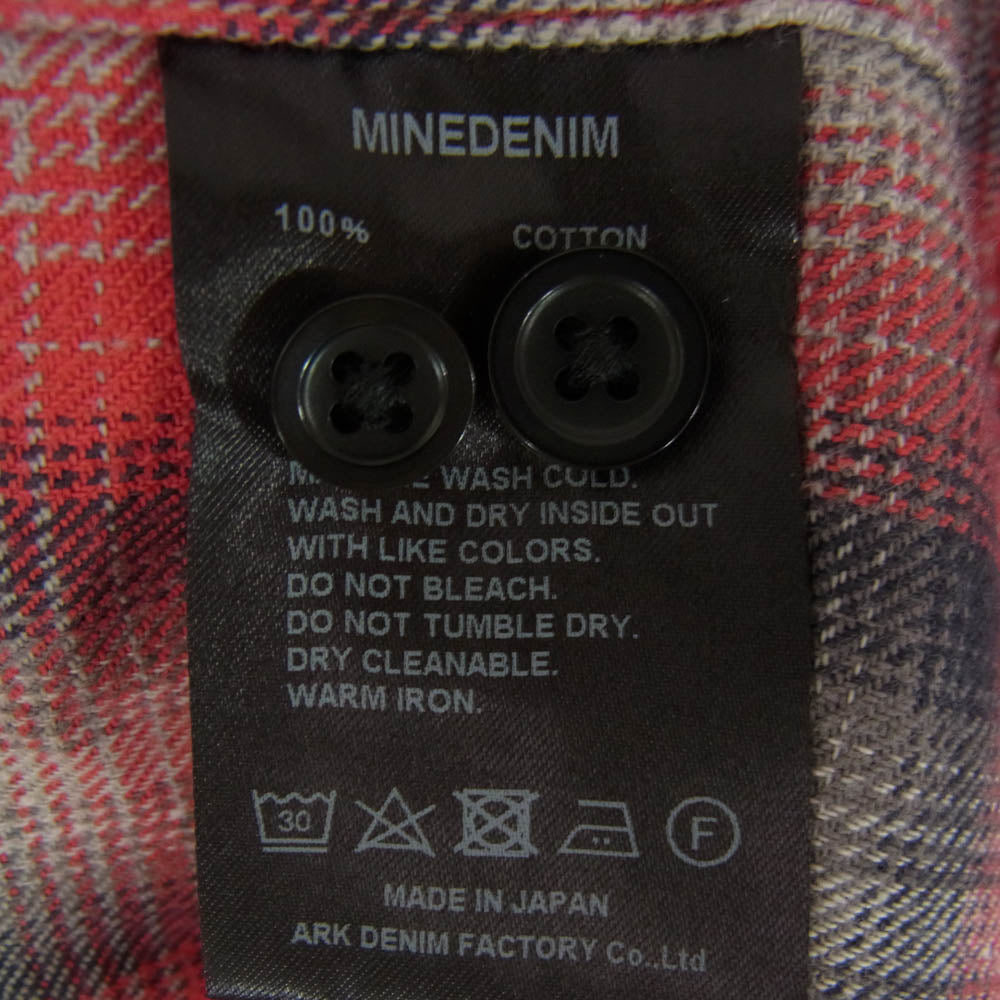 MINEDENIM
100% COTTON
WASH COLD.
WASH AND DRY INSIDE OUT
WITH LIKE COLORS.
DO NOT BLEACH.
DO NOT TUMBLE DRY.
DRY CLEANABLE.
WARM IRON.
30 F
MADE IN JAPAN
ARK DENIM FACTORY Co.,Ltd